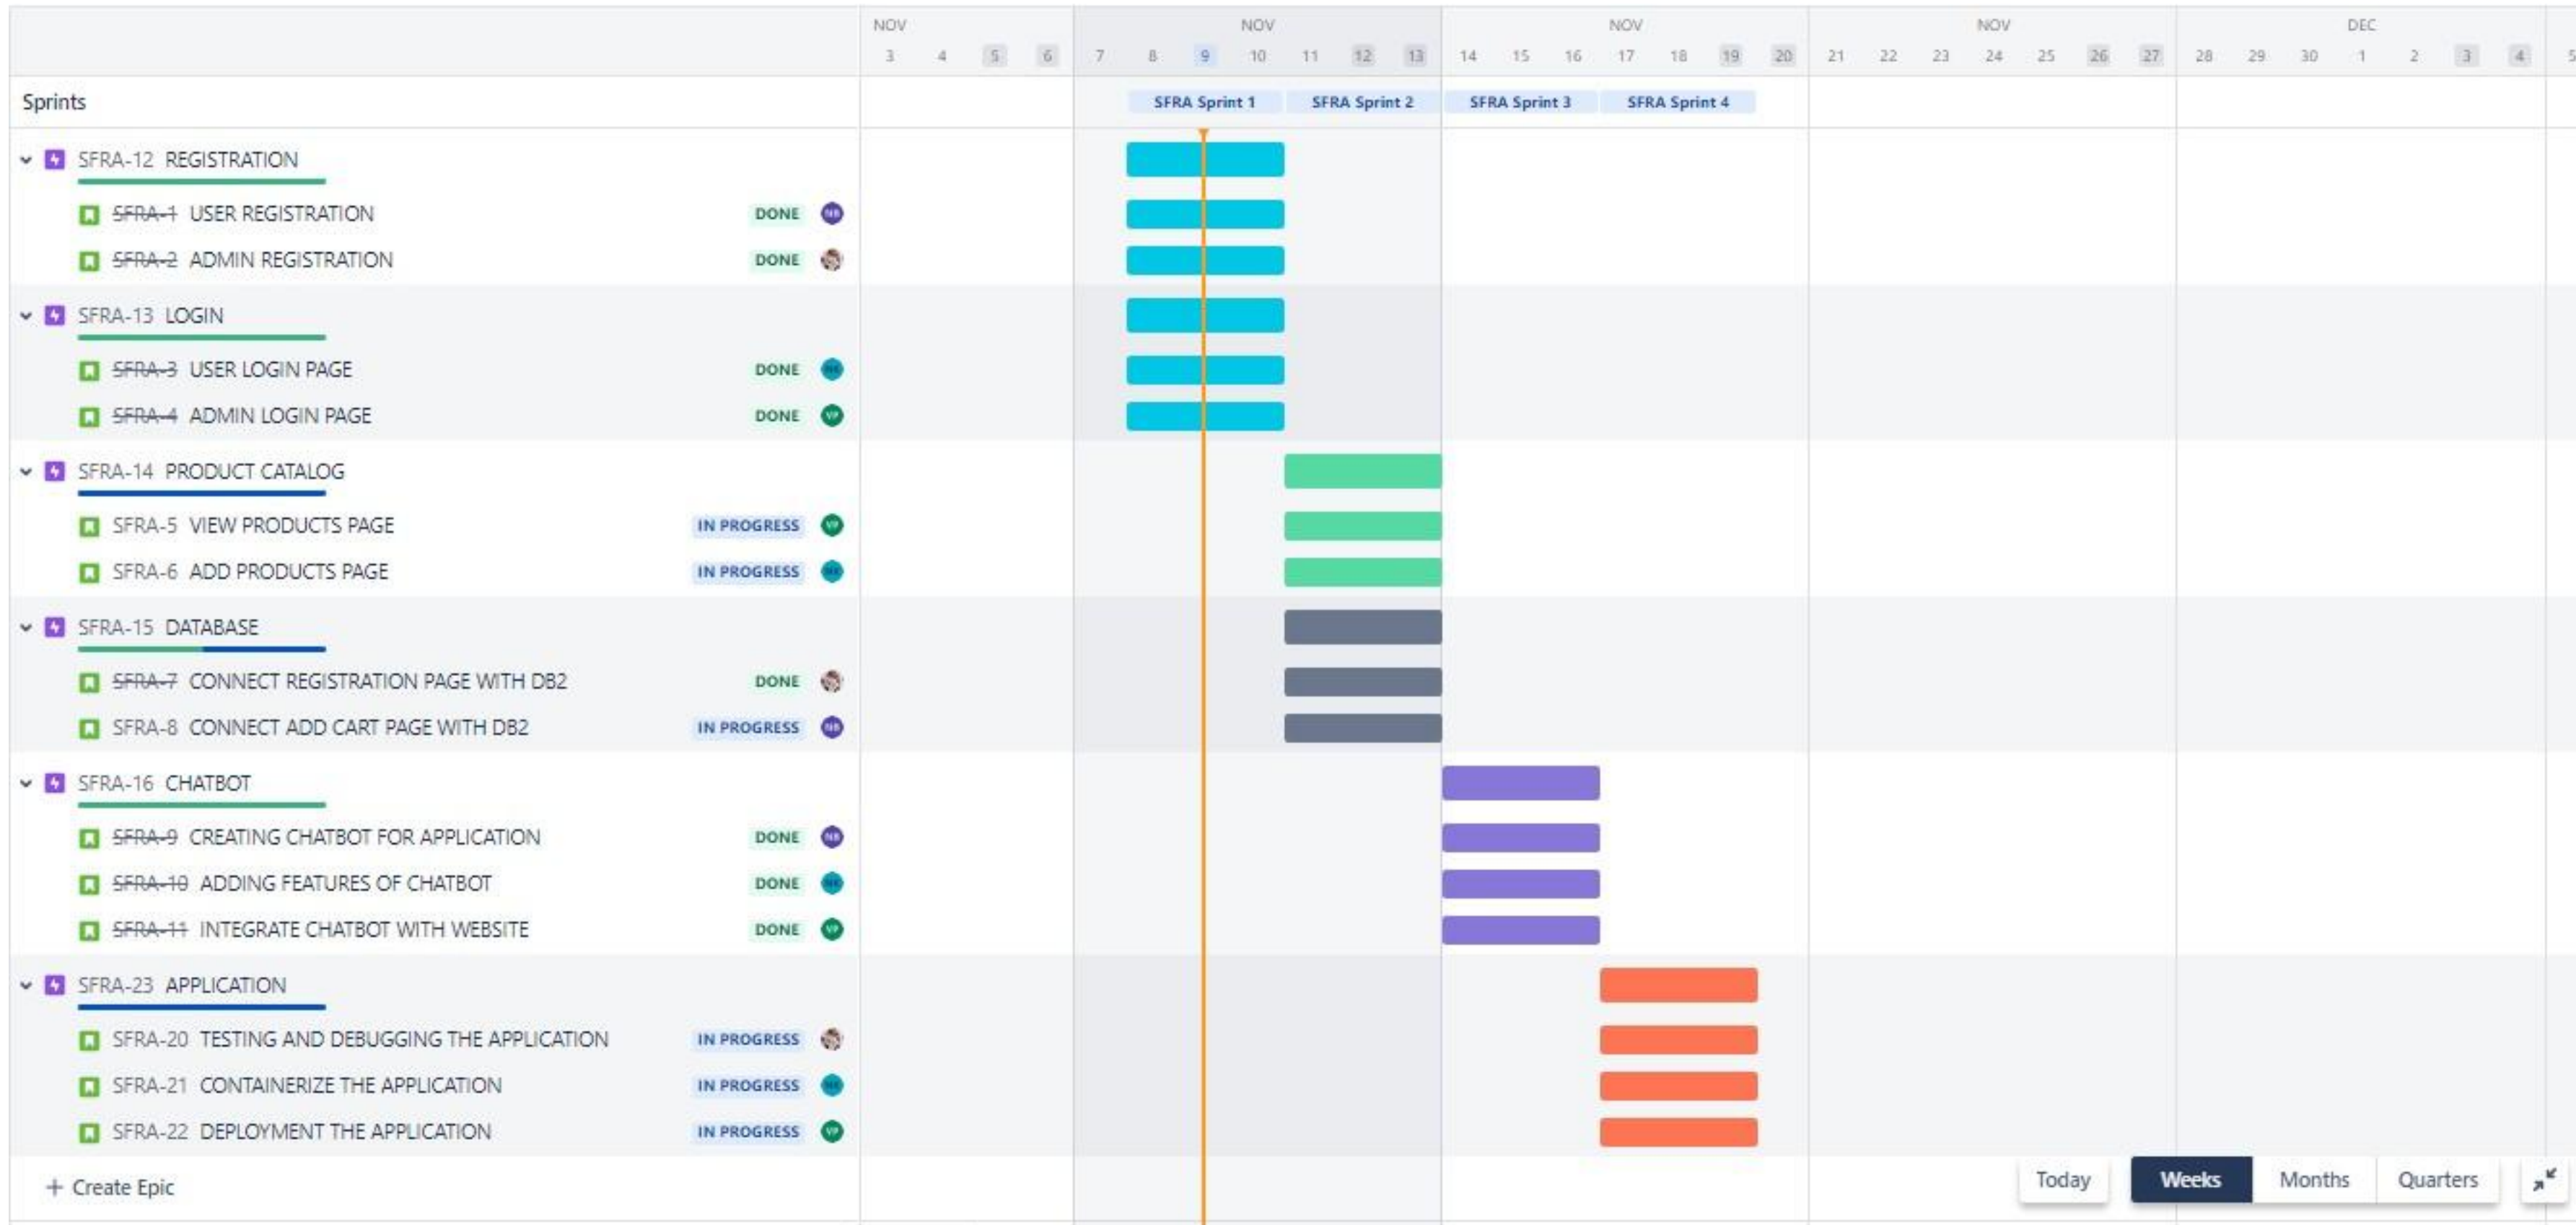 NOV NOV NOV NOV DEC
3 4 5 6 7 8 9 10 11 12 13 14 15 16 17 18 19 20 21 22 23 24 25 26 27 28 29 30 1 2 3 4
Sprints SFRA Sprint 1 SFRA Sprint 2 SFRA Sprint 3 SFRA Sprint 4
SFRA-12 REGISTRATION
SFRA-1 USER REGISTRATION DONE NB
SFRA-2 ADMIN REGISTRATION DONE
SFRA-13 LOGIN
SFRA-3 USER LOGIN PAGE DONE
SFRA-4 ADMIN LOGIN PAGE DONE VP
SFRA-14 PRODUCT CATALOG
SFRA-5 VIEW PRODUCTS PAGE IN PROGRESS VP
SFRA-6 ADD PRODUCTS PAGE IN PROGRESS
SFRA-15 DATABASE
SFRA-7 CONNECT REGISTRATION PAGE WITH DB2 DONE
SFRA-8 CONNECT ADD CART PAGE WITH DB2 IN PROGRESS NB
SFRA-16 CHATBOT
SFRA-9 CREATING CHATBOT FOR APPLICATION DONE NB
SFRA-10 ADDING FEATURES OF CHATBOT DONE
SFRA-11 INTEGRATE CHATBOT WITH WEBSITE DONE VP
SFRA-23 APPLICATION
SFRA-20 TESTING AND DEBUGGING THE APPLICATION IN PROGRESS
SFRA-21 CONTAINERIZE THE APPLICATION IN PROGRESS
SFRA-22 DEPLOYMENT THE APPLICATION IN PROGRESS VP
+ Create Epic Today Weeks Months Quarters